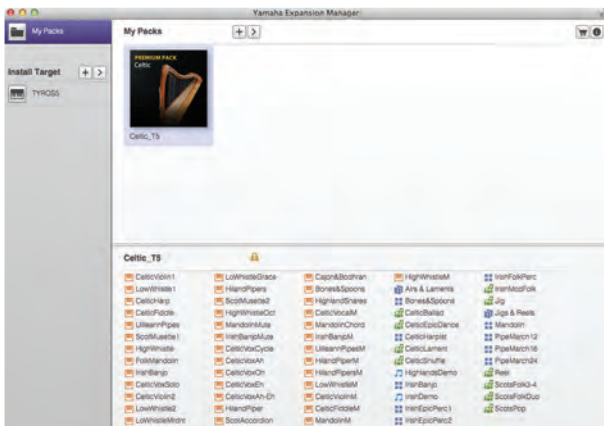 Yamaha Expansion Manager
My Packs
My Packs
Install Target
TYROS5
PREMIUM PACK
Celtic
Celtic_T5
Celtic_T5
CelticViolin1
LowWhistle1
CelticHarp
CelticFiddle
UilleannPipes
ScotMusette1
HighWhistle
FolkMandolin
IrishBanjo
CelticVoxSolo
CelticViolin2
LowWhistle2
LoWhistleMrdnt
LoWhistleGrace
HilandPipers
ScotMusette2
HighWhistleOct
MandolinMute
IrishBanjoMute
CelticVoxCycle
CelticVoxAh
CelticVoxOh
CelticVoxEh
CelticVoxAh-Eh
HilandPiper
ScotAccordion
Cajon&Bodhran
Bones&Spoons
HighlandSnares
CelticVocalM
MandolinChord
IrishBanjoM
UilleannPipesM
HilandPiperM
HilandPipersM
LowWhistleM
CelticViolinM
CelticFiddleM
MandolinM
HighWhistleM
Airs & Laments
Bones&Spoons
CelticBallad
CelticEpicDance
CelticHarpist
CelticLament
CelticShuffle
HighlandsDemo
IrishBanjo
IrishDemo
IrishEpicPerc1
IrishEpicPerc2
IrishFolkPerc
IrishModFolk
Jig
Jigs & Reels
Mandolin
PipeMarch12
PipeMarch16
PipeMarch24
Reel
ScotsFolk3-4
ScotsFolkDuo
ScotsPop